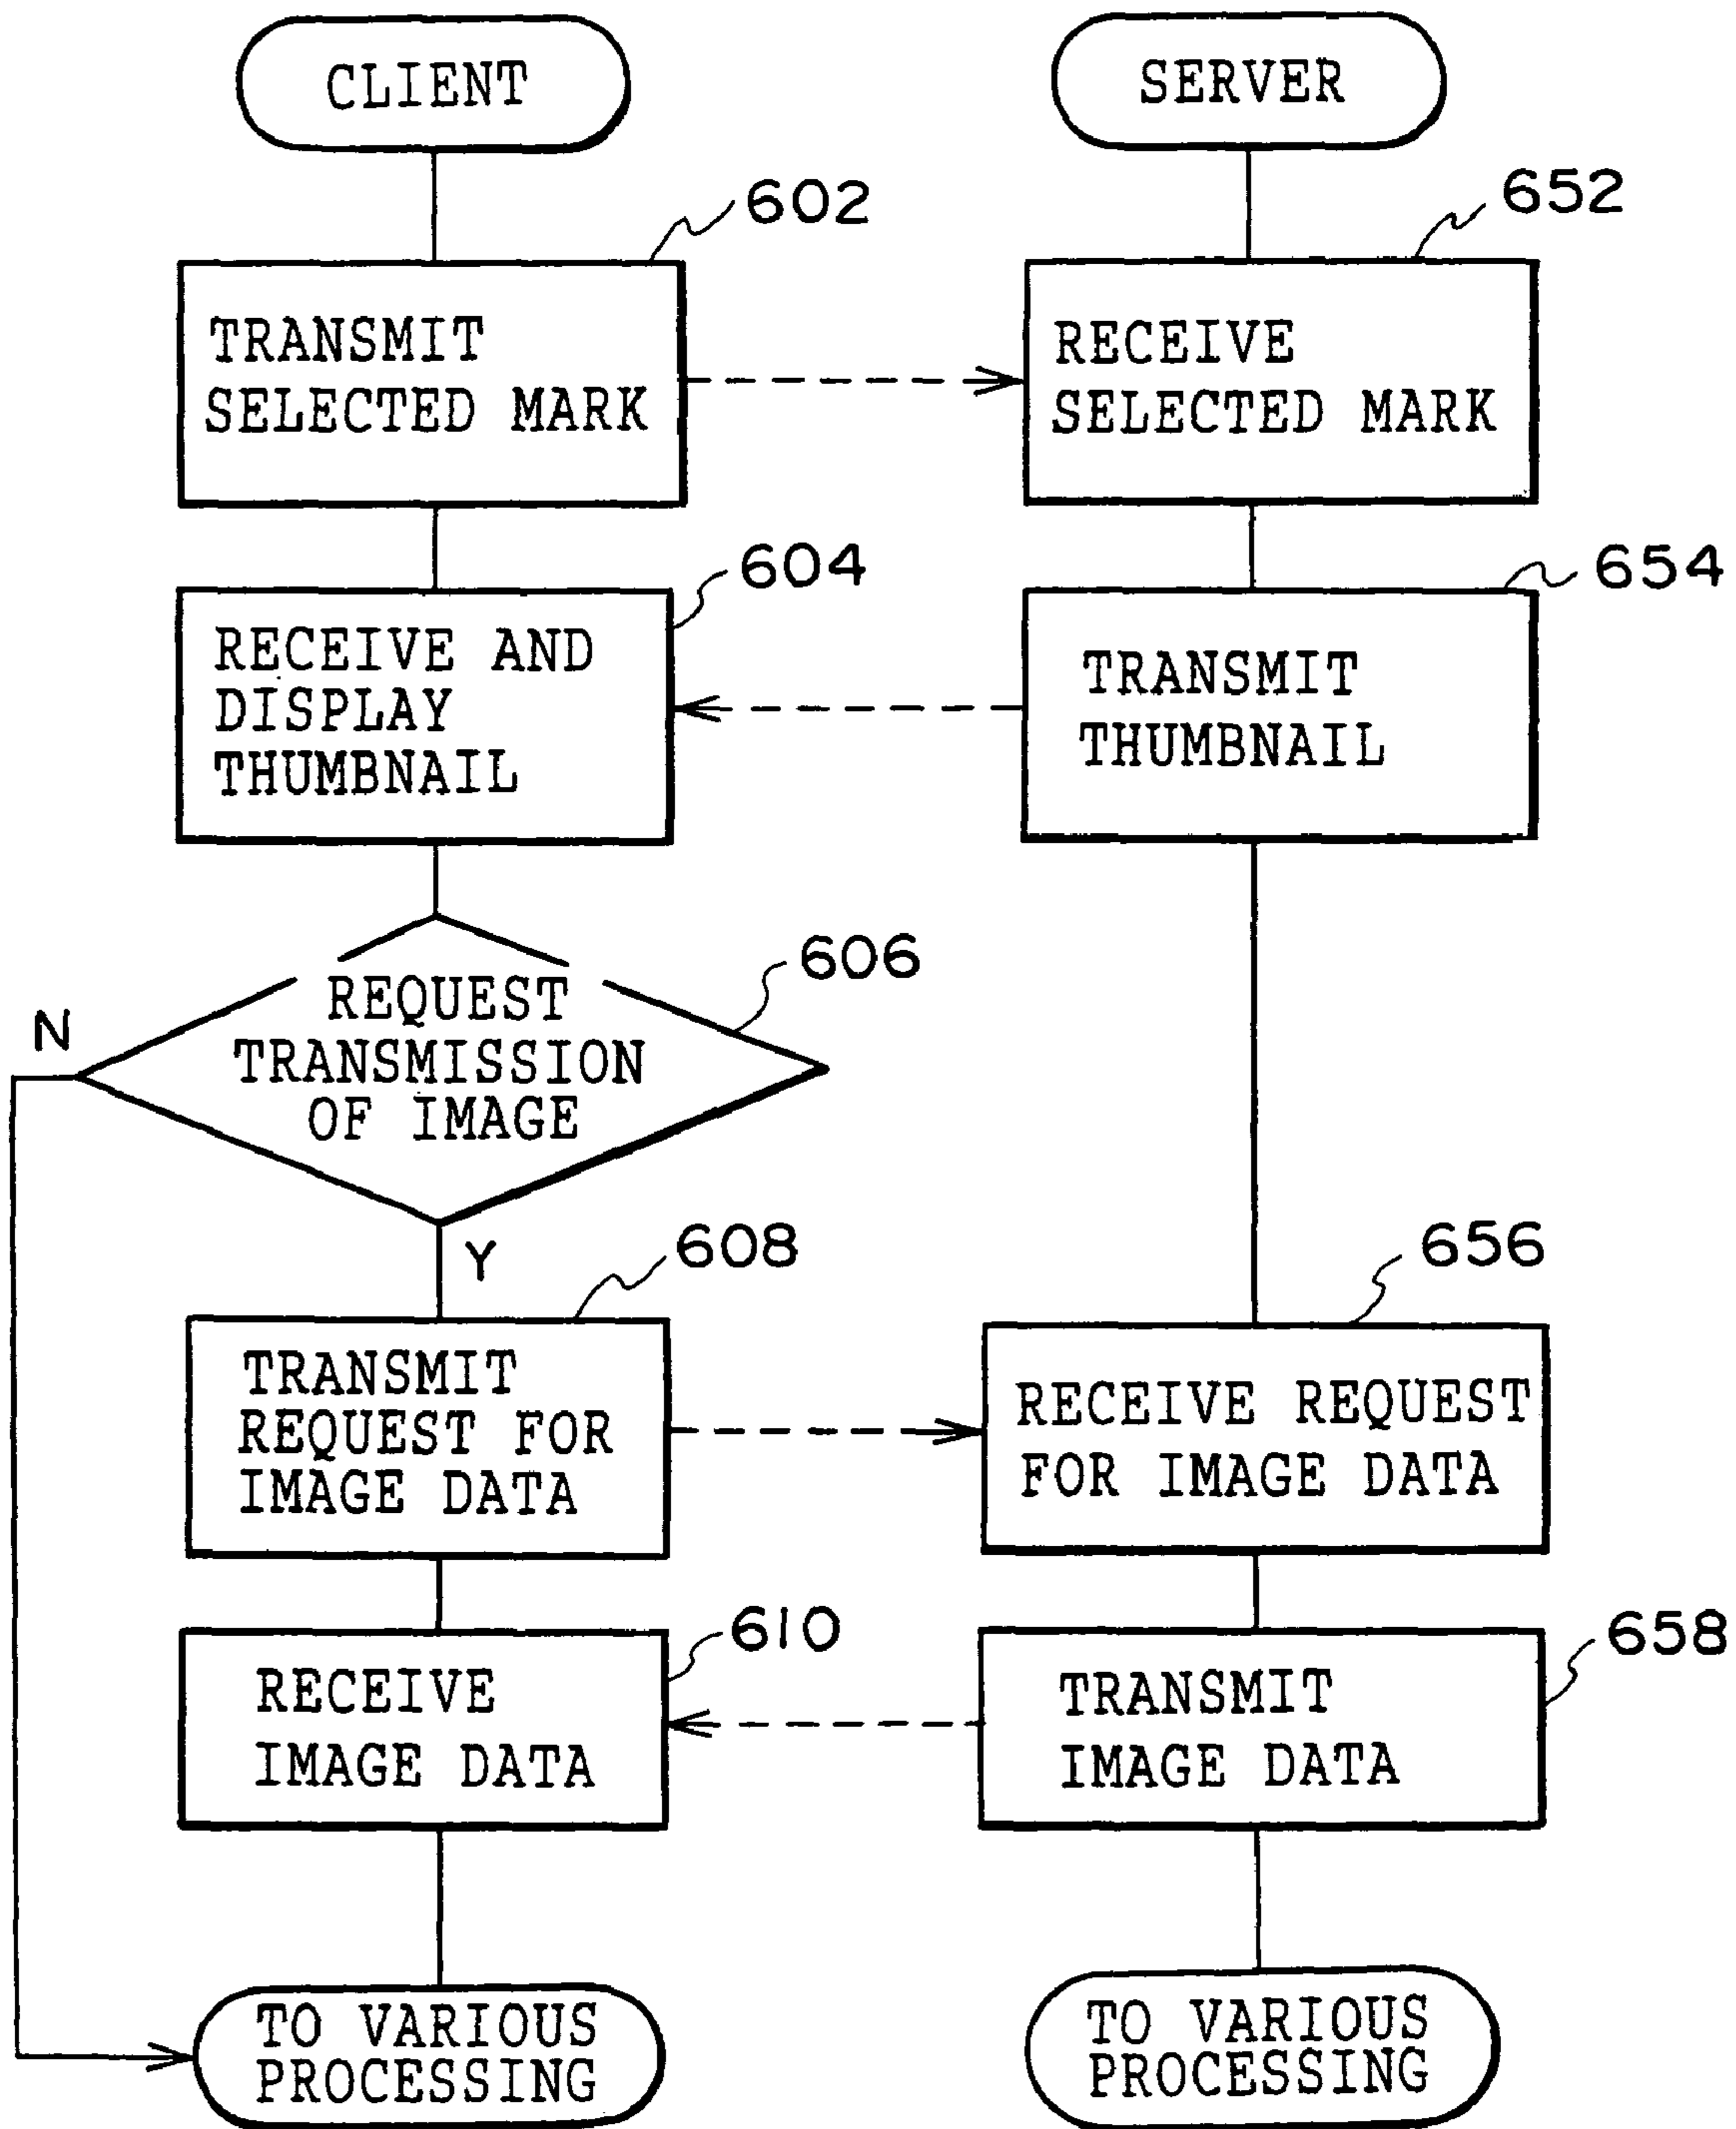 CLIENT
SERVER
602
652
TRANSMIT
SELECTED MARK
RECEIVE
SELECTED MARK
604
654
RECEIVE AND
DISPLAY
THUMBNAIL
TRANSMIT
THUMBNAIL
606
N
REQUEST
TRANSMISSION
OF IMAGE
Y
608
656
TRANSMIT
REQUEST FOR
IMAGE DATA
RECEIVE REQUEST
FOR IMAGE DATA
610
658
RECEIVE
IMAGE DATA
TRANSMIT
IMAGE DATA
TO VARIOUS
PROCESSING
TO VARIOUS
PROCESSING